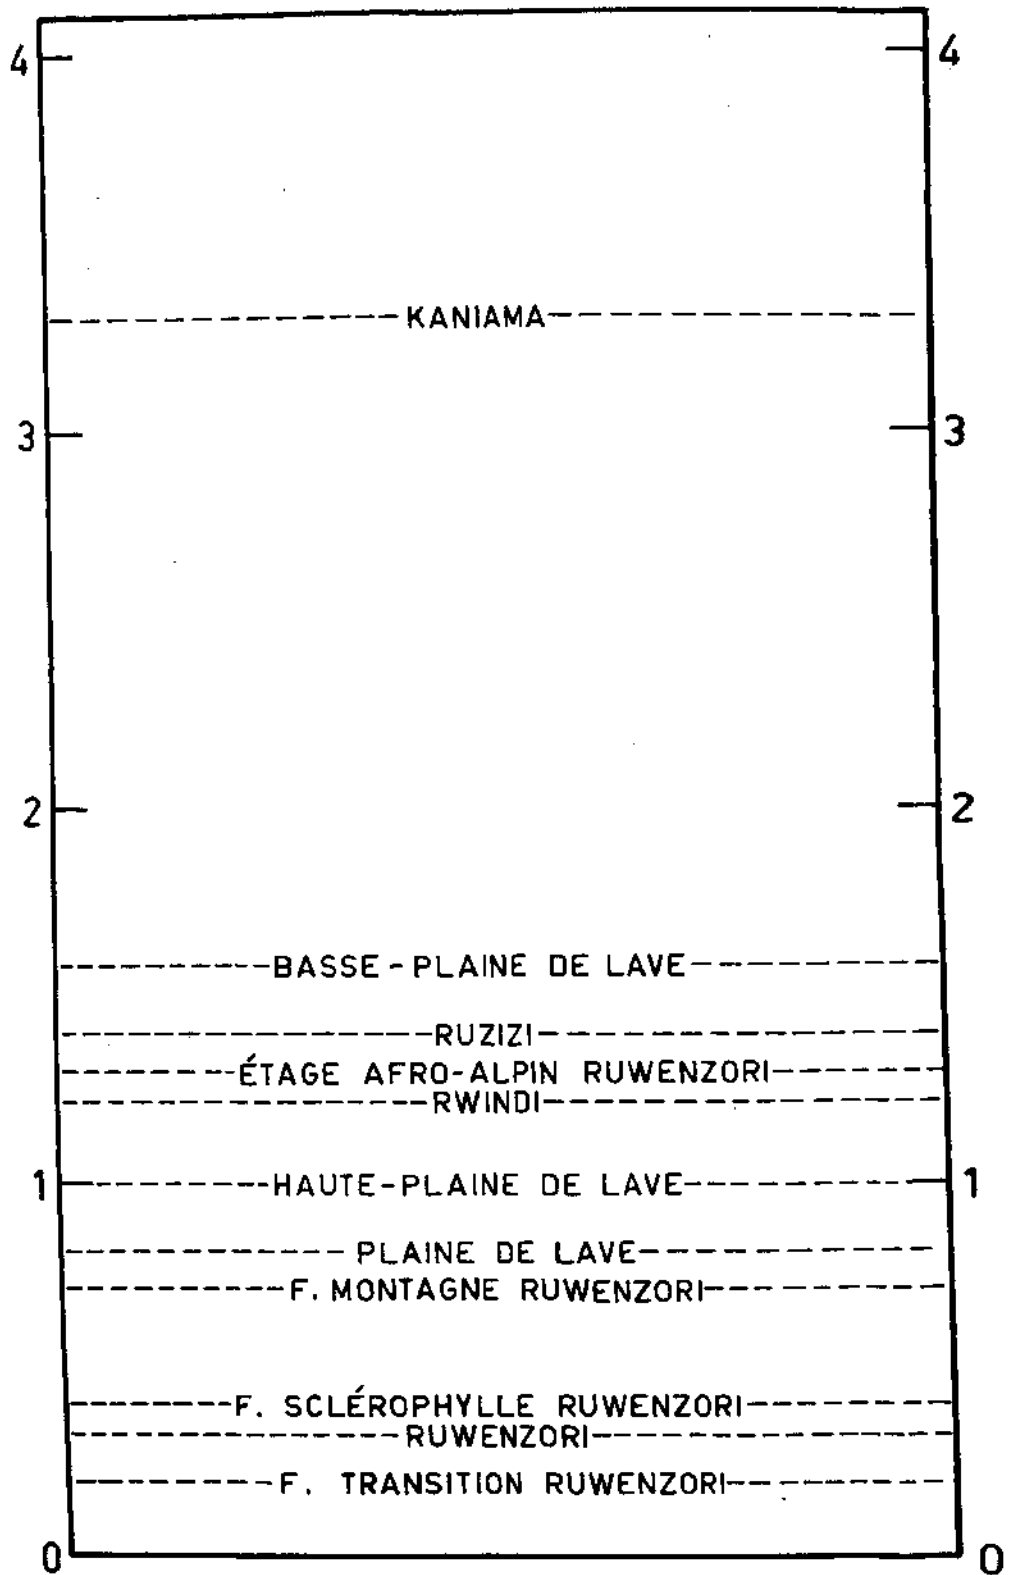 4 4
KANIAMA
3 3
2 2
BASSE-PLAINE DE LAVE
RUZIZI
ÉTAGE AFRO-ALPIN RUWENZORI
RWINDI
1 HAUTE-PLAINE DE LAVE 1
PLAINE DE LAVE
F. MONTAGNE RUWENZORI
F. SCLÉROPHYLLE RUWENZORI
RUWENZORI
F. TRANSITION RUWENZORI
0 0